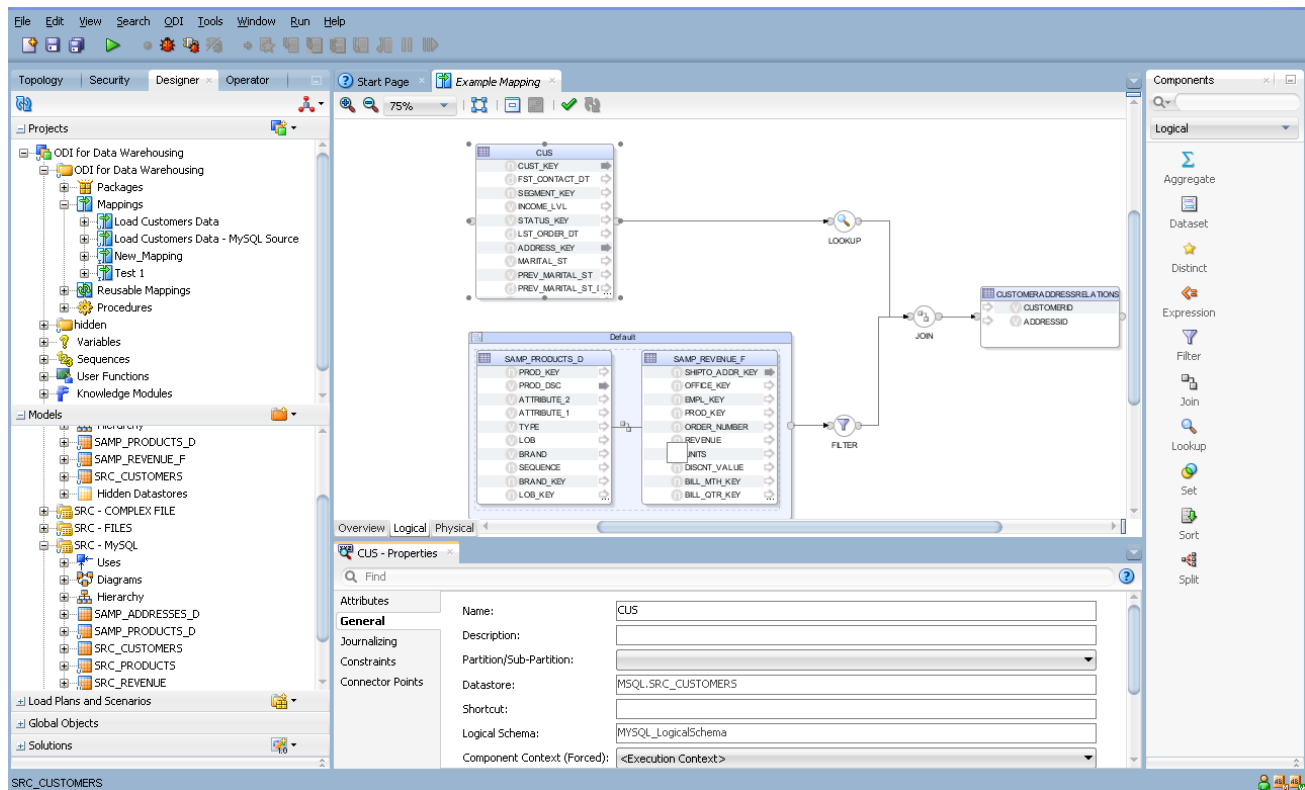 File Edit View Search ODI Tools Window Run Help
Topology Security Designer Operator
Projects
ODI for Data Warehousing
ODI for Data Warehousing
Packages
Mappings
Load Customers Data
Load Customers Data - MySQL Source
New_Mapping
Test 1
Reusable Mappings
Procedures
hidden
Variables
Sequences
User Functions
Knowledge Modules
Models
Hierarchy
SAMP_PRODUCTS_D
SAMP_REVENUE_F
SRC_CUSTOMERS
Hidden Datastores
SRC - COMPLEX FILE
SRC - FILES
SRC - MySQL
Uses
Diagrams
Hierarchy
SAMP_ADDRESSES_D
SAMP_PRODUCTS_D
SRC_CUSTOMERS
SRC_PRODUCTS
SRC_REVENUE
Load Plans and Scenarios
Global Objects
Solutions
SRC_CUSTOMERS
Start Page Example Mapping
75%
CUS
CUST_KEY
FST_CONTACT_DT
SEGMENT_KEY
INCOME_LVL
STATUS_KEY
LST_ORDER_DT
ADDRESS_KEY
MARITAL_ST
PREV_MARITAL_ST
PREV_MARITAL_ST_
LOOKUP
JOIN
CUSTOMERADDRESSRELATIONS
CUSTOMERID
ADDRESSID
Default
SAMP_PRODUCTS_D
PROD_KEY
PROD_DSC
ATTRIBUTE_2
ATTRIBUTE_1
TYPE
LOB
BRAND
SEQUENCE
BRAND_KEY
LOB_KEY
SAMP_REVENUE_F
SHIPTO_ADDR_KEY
OFFICE_KEY
EMPL_KEY
PROD_KEY
ORDER_NUMBER
REVENUE
UNITS
DISCNT_VALUE
BILL_MTH_KEY
BILL_QTR_KEY
FILTER
Overview Logical Physical
CUS - Properties
Find
Attributes
General
Journalizing
Constraints
Connector Points
Name: CUS
Description:
Partition/Sub-Partition:
Datastore: MSQL.SRC_CUSTOMERS
Shortcut:
Logical Schema: MYSQL_LogicalSchema
Component Context (Forced): <Execution Context>
Components
Logical
Aggregate
Dataset
Distinct
Expression
Filter
Join
Lookup
Set
Sort
Split